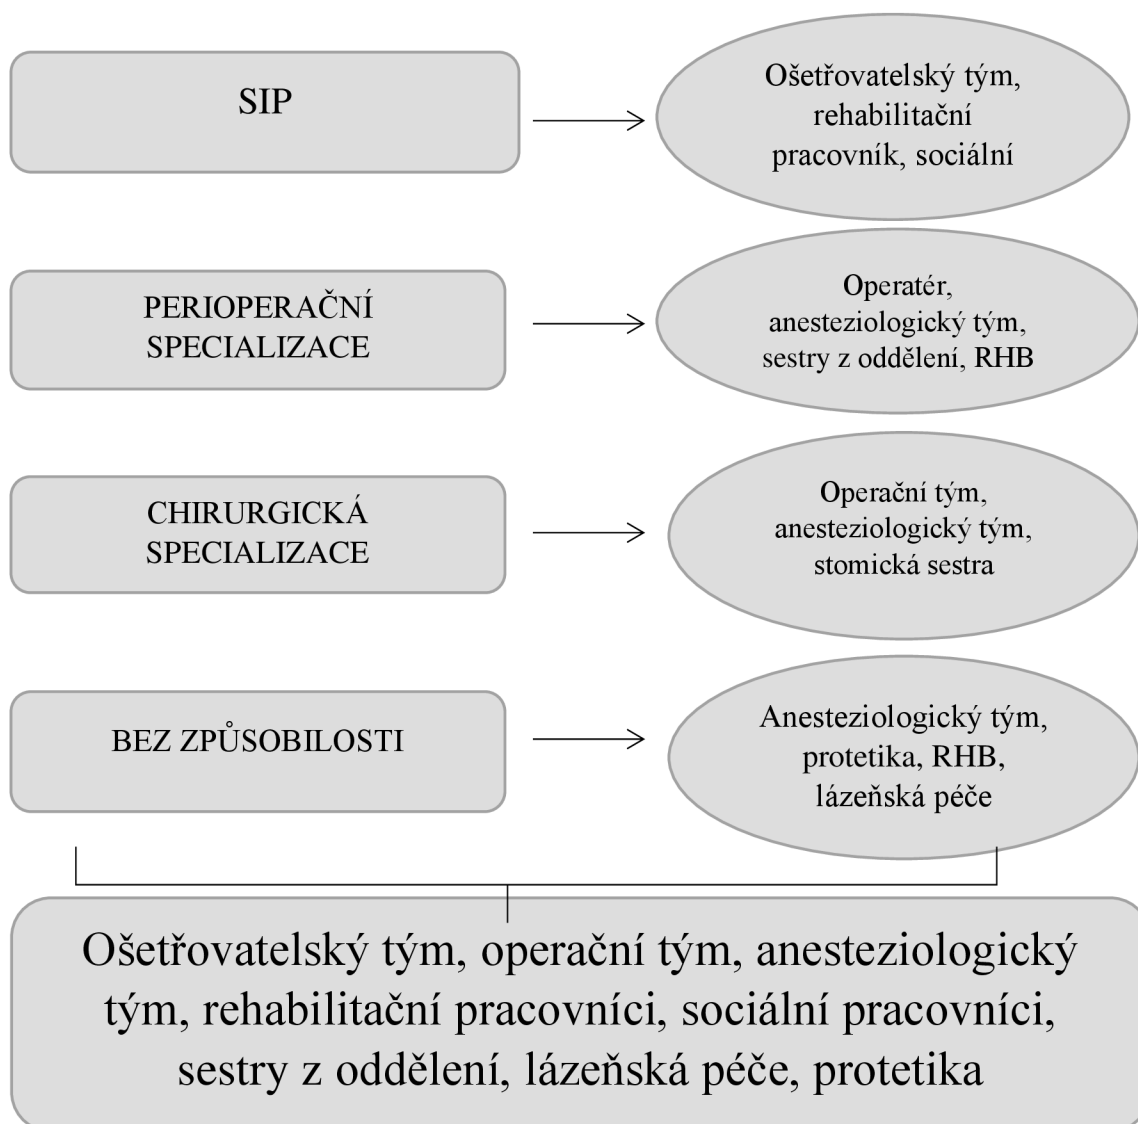 SIP
Ošetřovatelský tým,
rehabilitační
pracovník, sociální
PERIOPERAČNÍ
SPECIALIZACE
Operatér,
anesteziologický tým,
sestry z oddělení, RHB
CHIRURGICKÁ
SPECIALIZACE
Operační tým,
anesteziologický tým,
stomická sestra
BEZ ZPŮSOBILOSTI
Anesteziologický tým,
protetika, RHB,
lázeňská péče
Ošetřovatelský tým, operační tým, anesteziologický
tým, rehabilitační pracovníci, sociální pracovníci,
sestry z oddělení, lázeňská péče, protetika